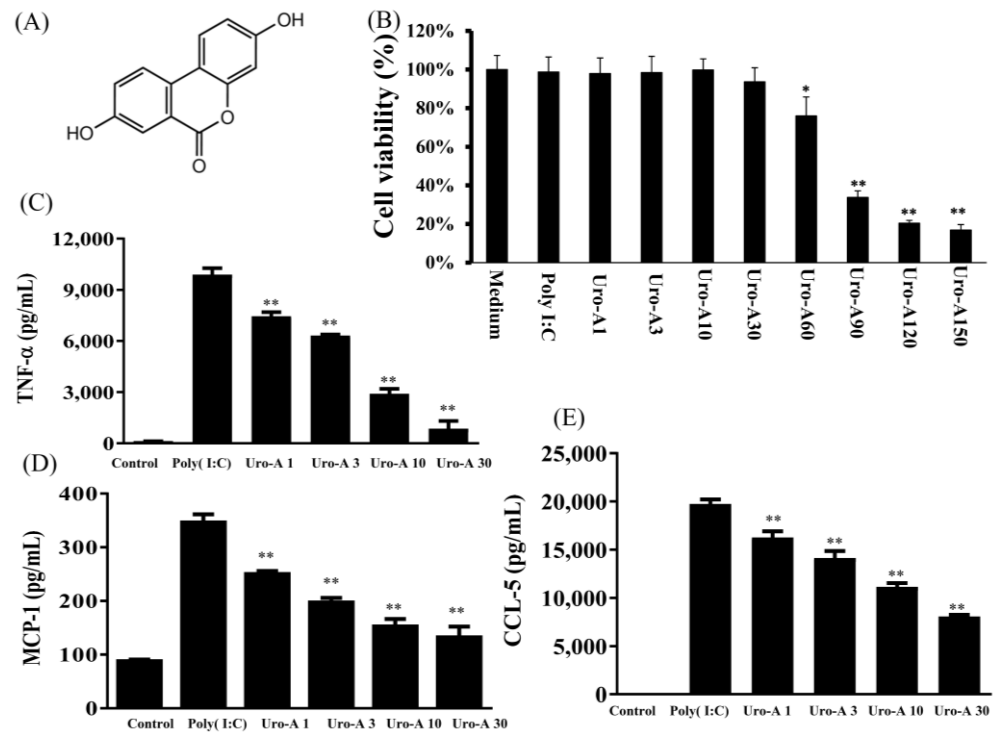 (A)
OH
HO
O
O
(B)
Cell viability (%)
120%
100%
80%
60%
40%
20%
0%
*
**
**
**
Medium
Poly I:C
Uro-A1
Uro-A3
Uro-A10
Uro-A30
Uro-A60
Uro-A90
Uro-A120
Uro-A150
(C)
TNF-α (pg/mL)
12,000
9,000
6,000
3,000
0
**
**
**
**
Control Poly( I:C) Uro-A 1 Uro-A 3 Uro-A 10 Uro-A 30
(D)
MCP-1 (pg/mL)
400
300
200
100
0
**
**
**
**
Control Poly( I:C) Uro-A 1 Uro-A 3 Uro-A 10 Uro-A 30
(E)
CCL-5 (pg/mL)
25,000
20,000
15,000
10,000
5,000
0
**
**
**
**
Control Poly( I:C) Uro-A 1 Uro-A 3 Uro-A 10 Uro-A 30